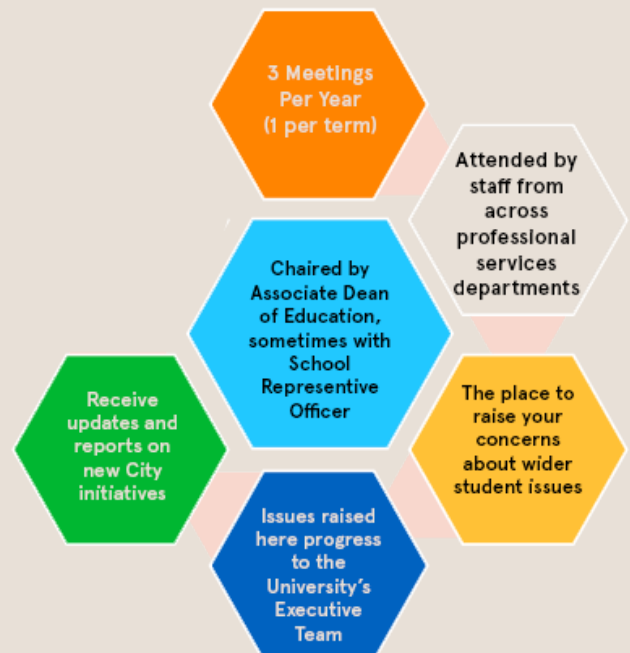 3 Meetings
Per Year
(1 per term)
Attended by
staff from
across
professional
services
departments
Chaired by
Associate Dean
of Education,
sometimes with
School
Representive
Officer
The place to
raise your
concerns
about wider
student issues
Receive
updates and
reports on
new City
initiatives
Issues raised
here progress
to the
University's
Executive
Team